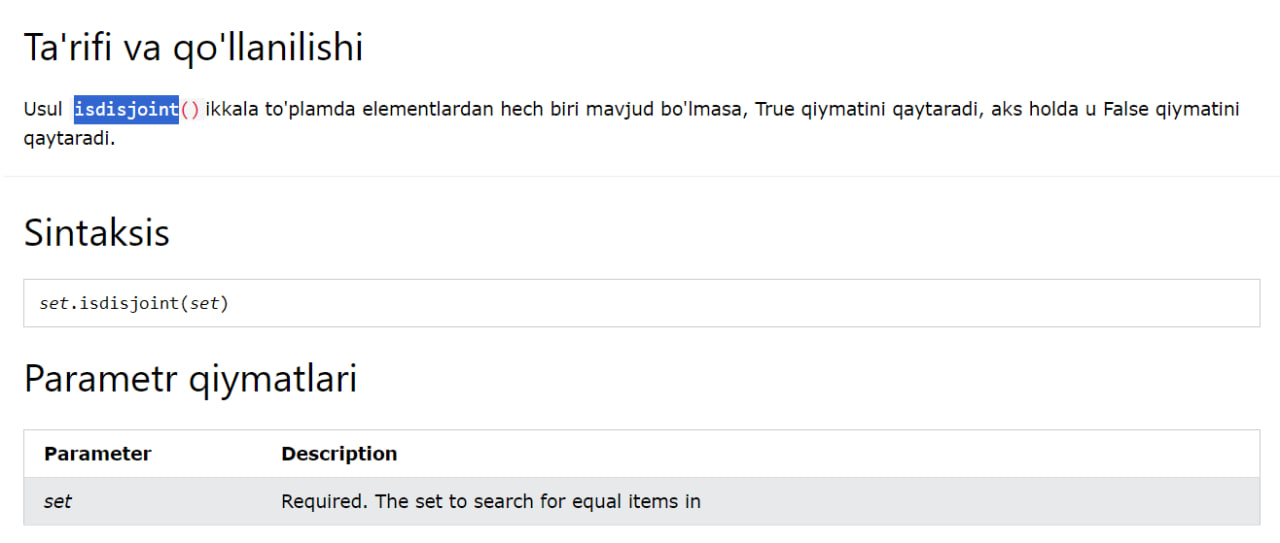 Ta'rifi va qo'llanilishi
Usul isdisjoint() ikkala to'plamda elementlardan hech biri mavjud bo'lmasa, True qiymatini qaytaradi, aks holda u False qiymatini
qaytaradi.
Sintaksis
set.isdisjoint(set)
Parametr qiymatlari
Parameter Description
set Required. The set to search for equal items in